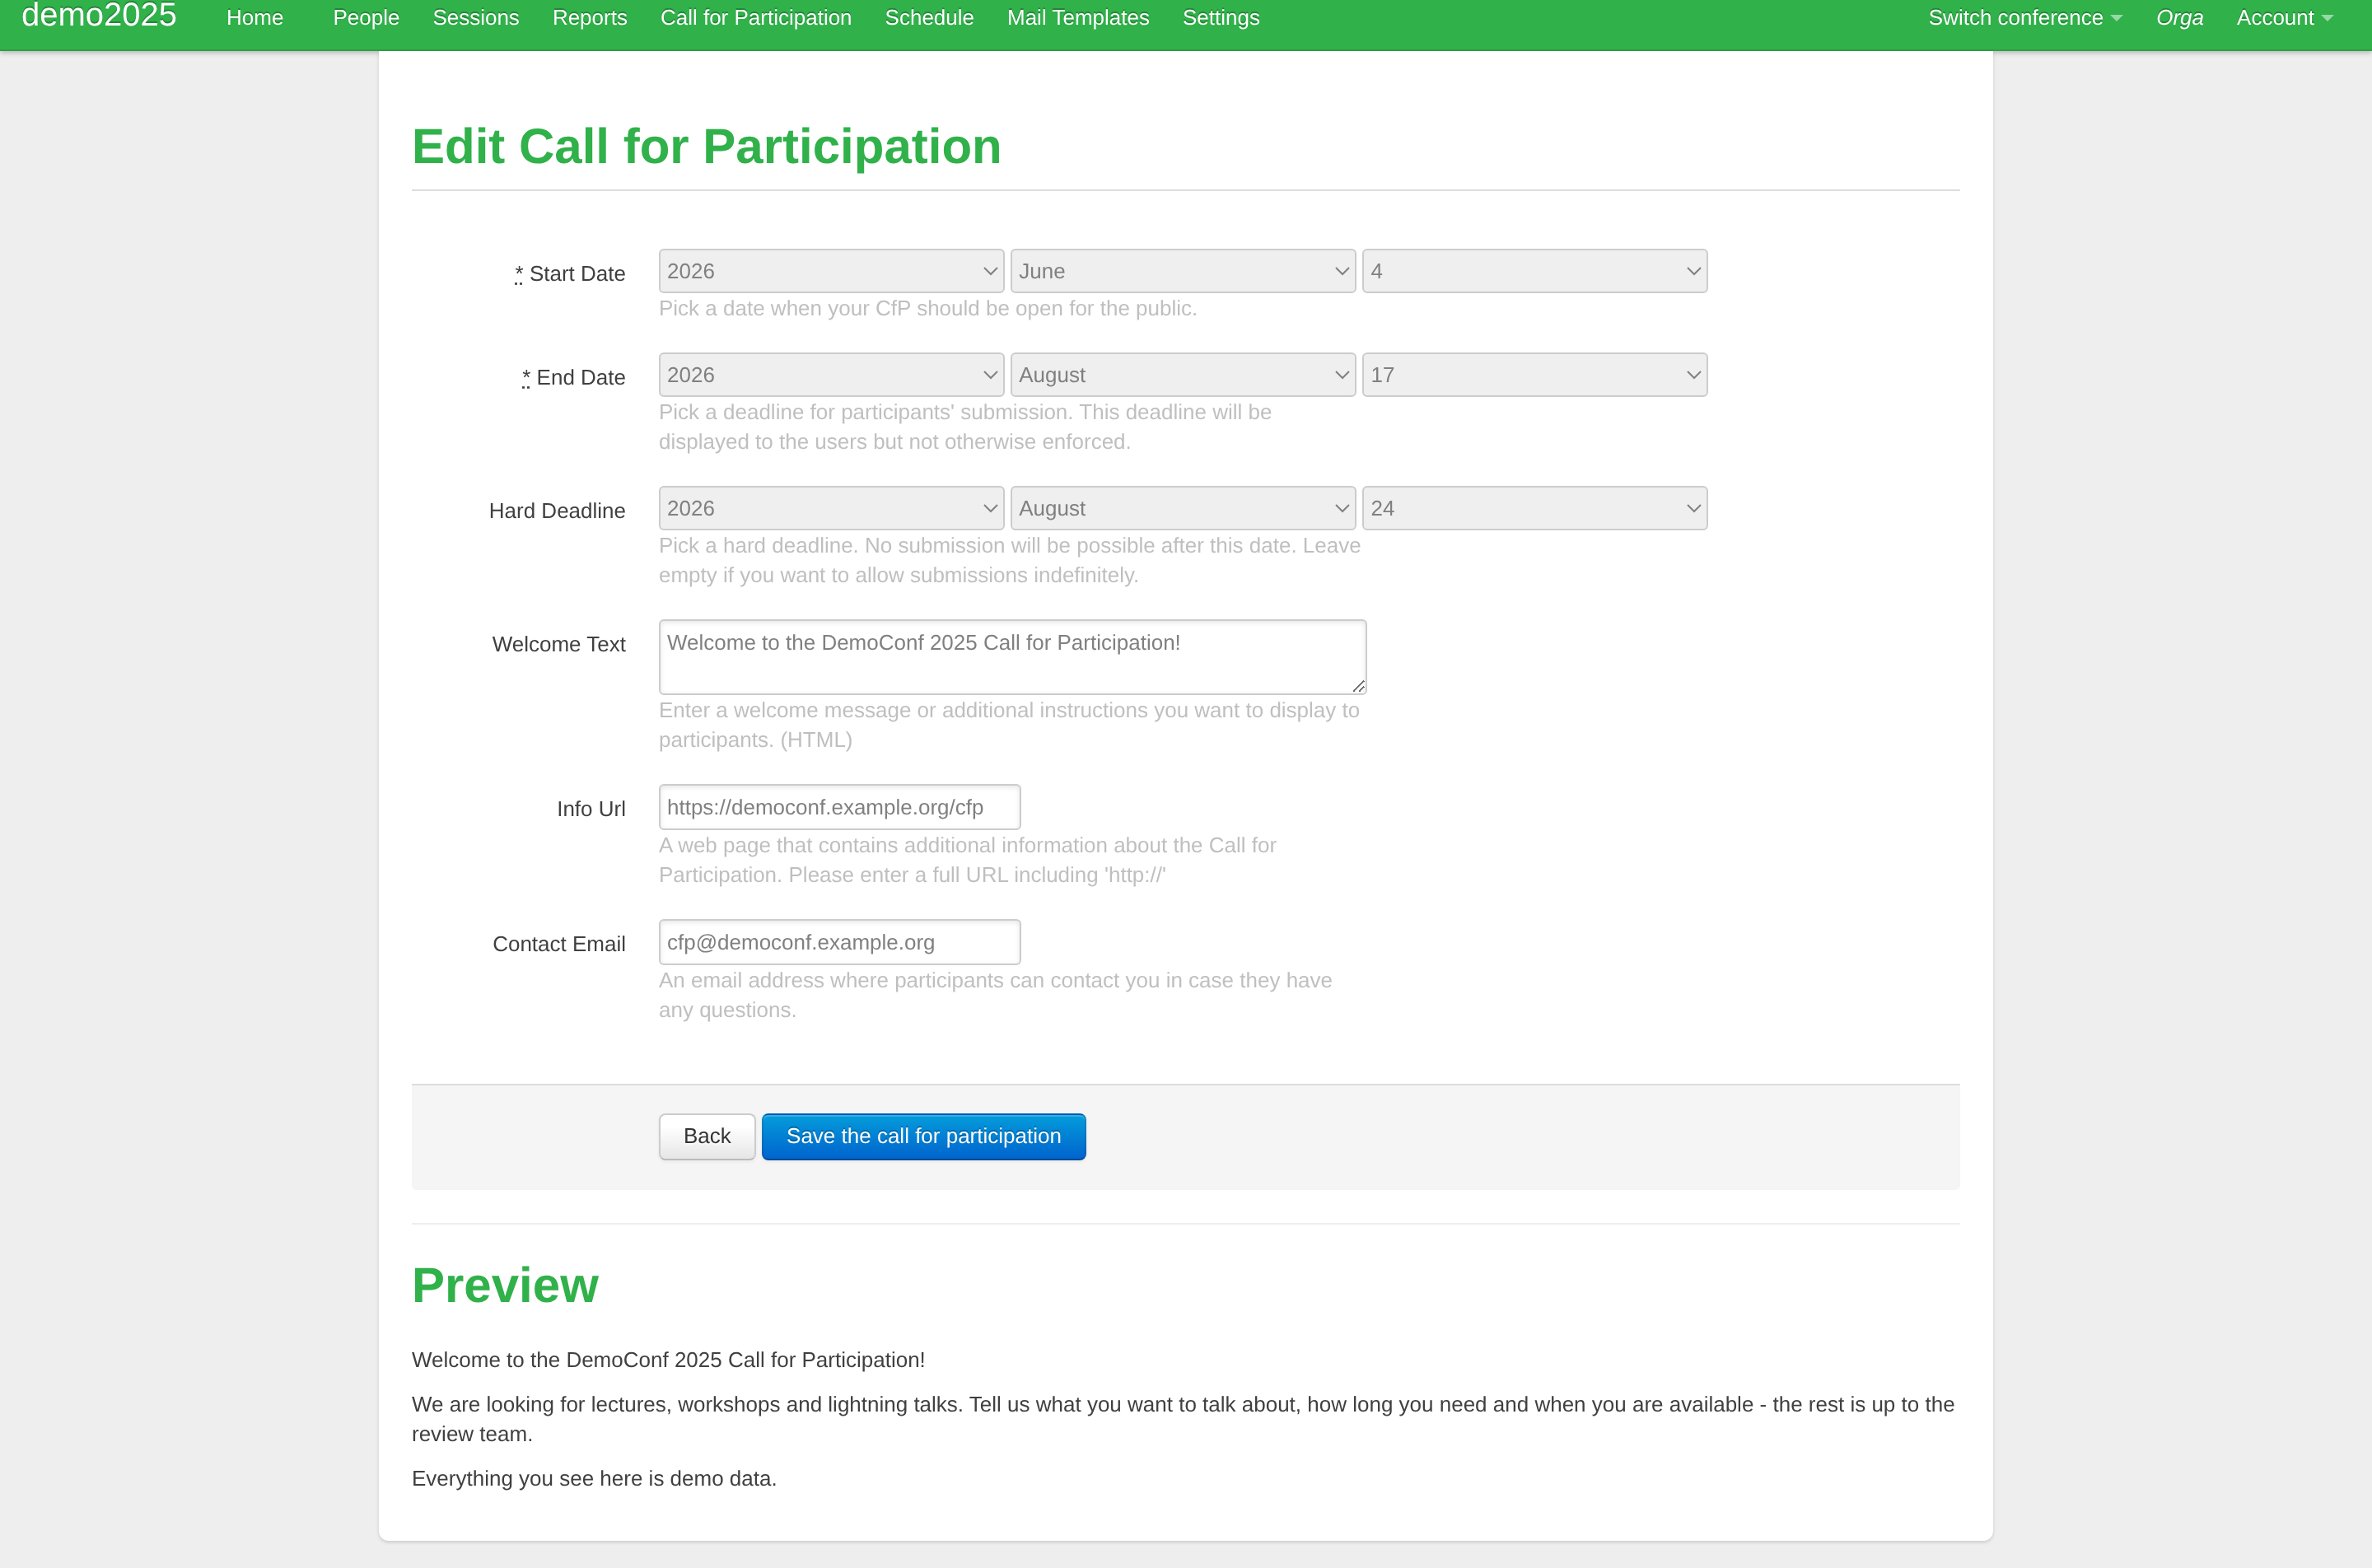 demo2025 Home People Sessions Reports Call for Participation Schedule Mail Templates Settings Switch conference Orga Account
Edit Call for Participation
* Start Date 2026 June 4
Pick a date when your CfP should be open for the public.
* End Date 2026 August 17
Pick a deadline for participants' submission. This deadline will be
displayed to the users but not otherwise enforced.
Hard Deadline 2026 August 24
Pick a hard deadline. No submission will be possible after this date. Leave
empty if you want to allow submissions indefinitely.
Welcome Text Welcome to the DemoConf 2025 Call for Participation!
Enter a welcome message or additional instructions you want to display to
participants. (HTML)
Info Url https://democonf.example.org/cfp
A web page that contains additional information about the Call for
Participation. Please enter a full URL including 'http://'
Contact Email cfp@democonf.example.org
An email address where participants can contact you in case they have
any questions.
Back Save the call for participation
Preview
Welcome to the DemoConf 2025 Call for Participation!
We are looking for lectures, workshops and lightning talks. Tell us what you want to talk about, how long you need and when you are available - the rest is up to the
review team.
Everything you see here is demo data.